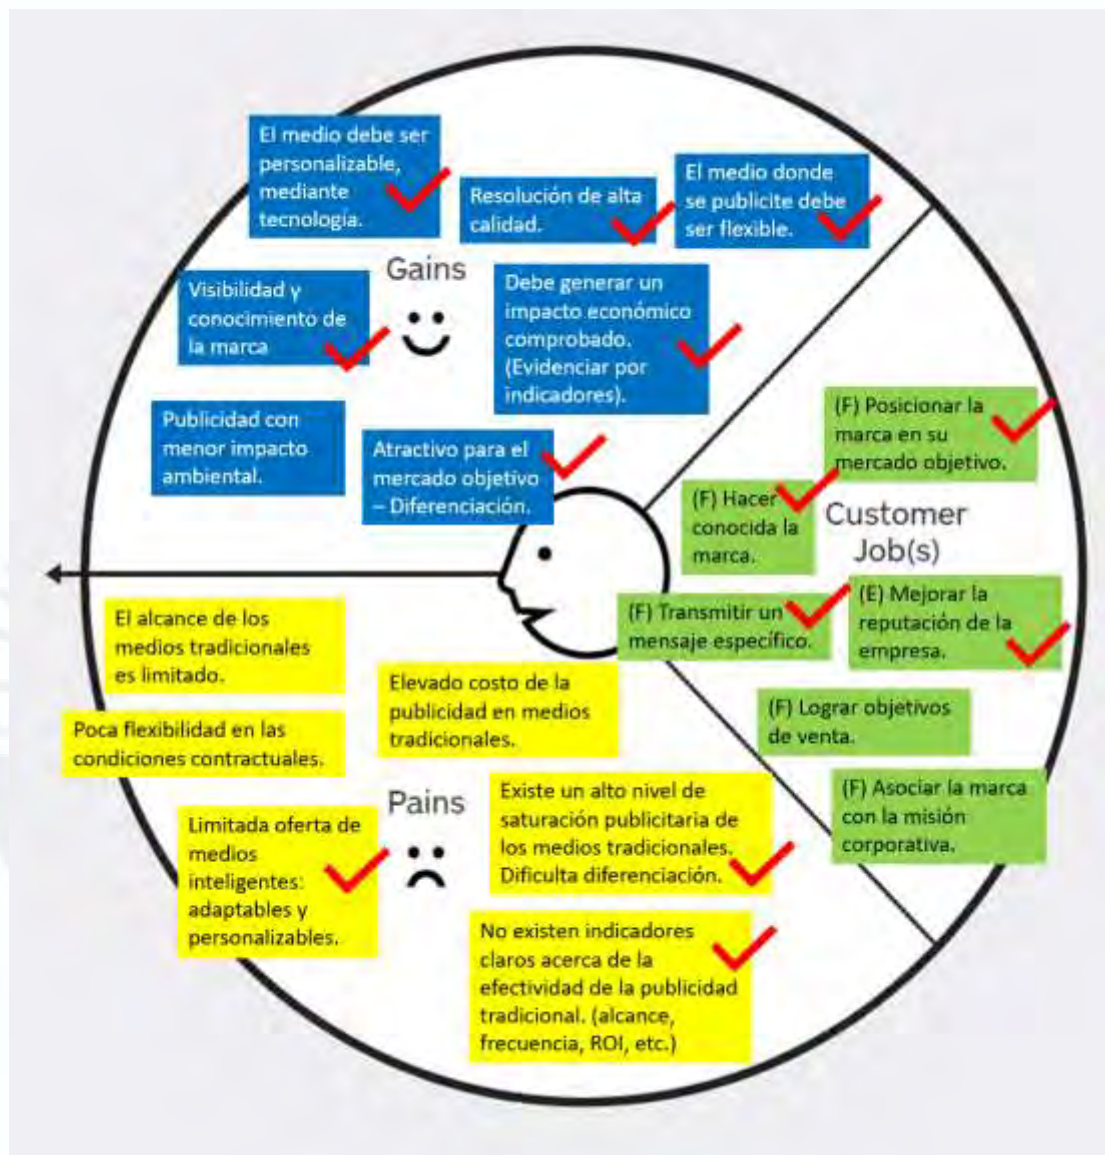 El medio debe ser
personalizable,
mediante
tecnología.
Resolución de alta
calidad.
El medio donde
se publicite debe
ser flexible.
Gains
Visibilidad y
conocimiento de
la marca
Debe generar un
impacto económico
comprobado.
(Evidenciar por
indicadores).
Publicidad con
menor impacto
ambiental.
Atractivo para el
mercado objetivo
– Diferenciación.
(F) Posicionar la
marca en su
mercado objetivo.
(F) Hacer
conocida la
marca.
Customer
Job(s)
(F) Transmitir un
mensaje específico.
(E) Mejorar la
reputación de la
empresa.
(F) Lograr objetivos
de venta.
(F) Asociar la marca
con la misión
corporativa.
El alcance de los
medios tradicionales
es limitado.
Elevado costo de la
publicidad en medios
tradicionales.
Poca flexibilidad en las
condiciones contractuales.
Pains
Limitada oferta de
medios
inteligentes:
adaptables y
personalizables.
Existe un alto nivel de
saturación publicitaria de
los medios tradicionales.
Dificulta diferenciación.
No existen indicadores
claros acerca de la
efectividad de la publicidad
tradicional. (alcance,
frecuencia, ROI, etc.)